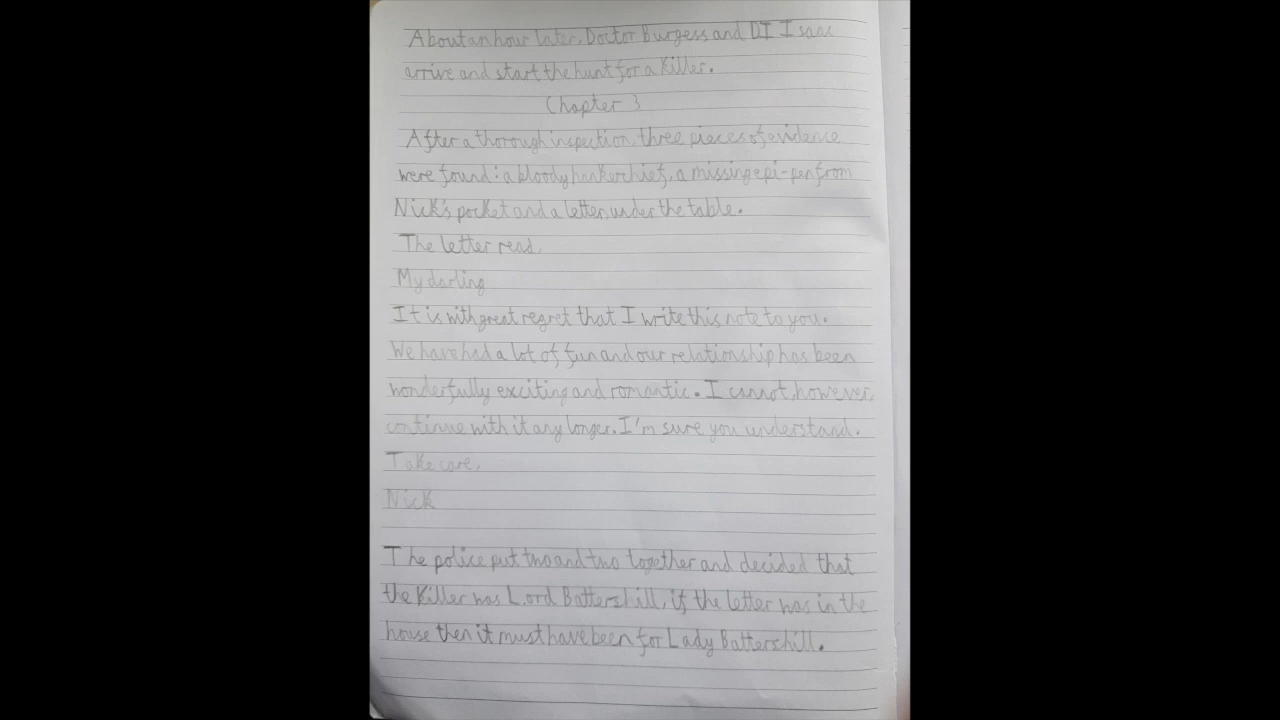 About an hour later, Doctor Burgess and DI Isaac
arrive and start the hunt for a killer.
Chapter 3
After a thorough inspection, three pieces of evidence
were found: a bloody hankerchief, a missing epi-pen from
Nick's pocket and a letter under the table.
The letter read,
My darling
It is with great regret that I write this note to you.
We have had a lot of fun and our relationship has been
wonderfully exciting and romantic. I cannot, however,
continue with it any longer. I'm sure you understand.
Take care,
Nick
The police put two and two together and decided that
the killer was Lord Battershill, if the letter was in the
house then it must have been for Lady Battershill.